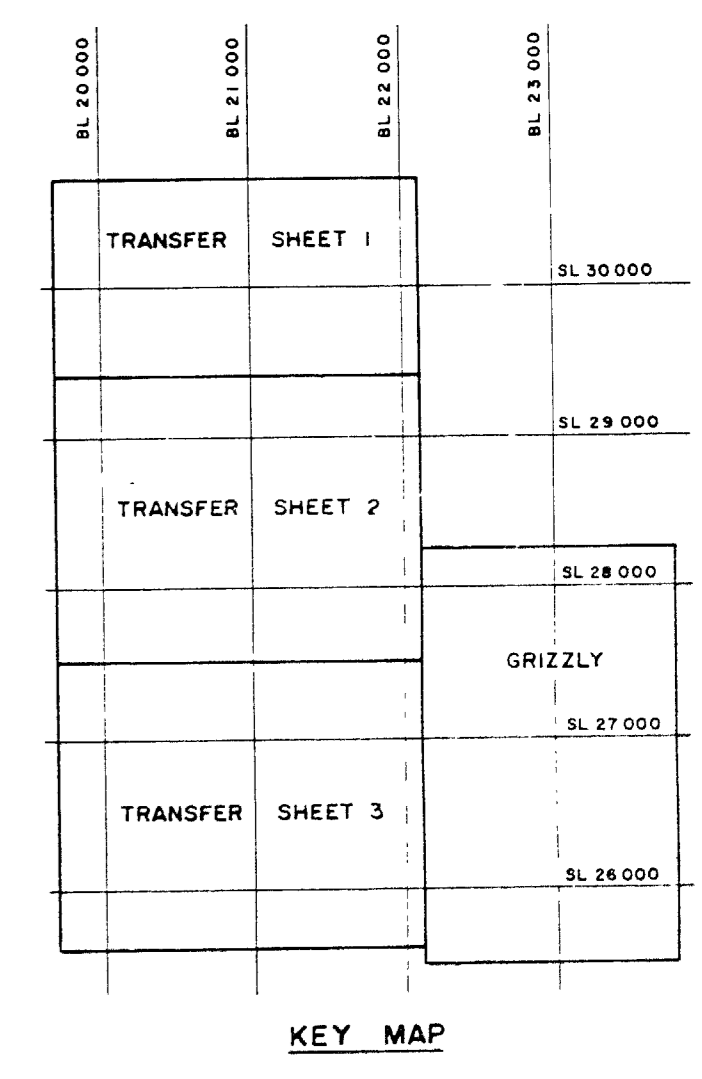 BL 20 000
BL 21 000
BL 22 000
BL 23 000
TRANSFER SHEET 1
SL 30 000
SL 29 000
TRANSFER SHEET 2
SL 28 000
GRIZZLY
SL 27 000
TRANSFER SHEET 3
SL 26 000
KEY MAP